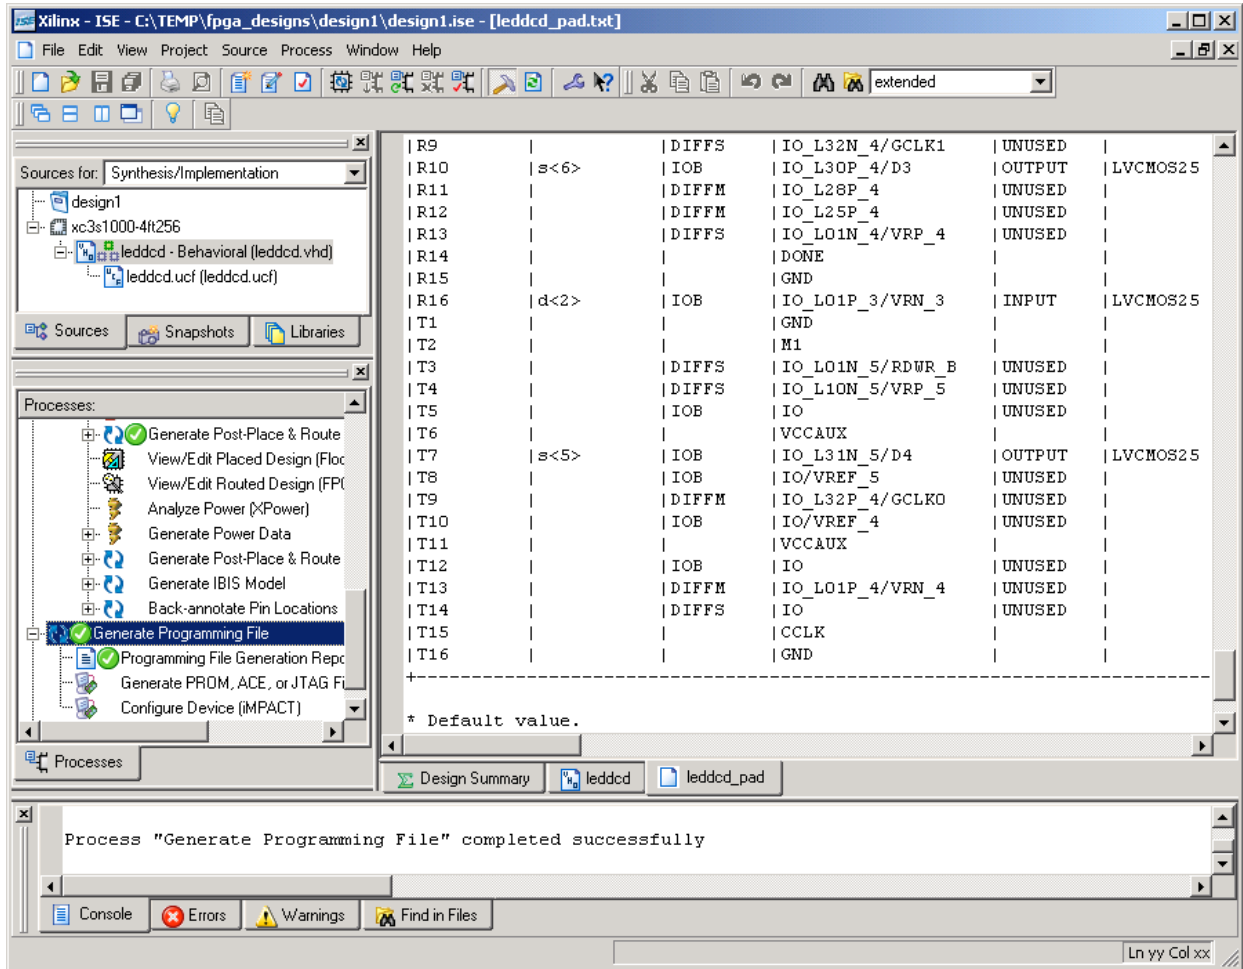 Xilinx - ISE - C:\TEMP\fpga_designs\design1\design1.ise - [leddcd_pad.txt]
File Edit View Project Source Process Window Help
extended
Sources for: Synthesis/Implementation
design1
xc3s1000-4ft256
leddcd - Behavioral (leddcd.vhd)
leddcd.ucf (leddcd.ucf)
Sources Snapshots Libraries
Processes:
Generate Post-Place & Route
View/Edit Placed Design (Floo
View/Edit Routed Design (FPG
Analyze Power (XPower)
Generate Power Data
Generate Post-Place & Route
Generate IBIS Model
Back-annotate Pin Locations
Generate Programming File
Programming File Generation Repo
Generate PROM, ACE, or JTAG Fi
Configure Device (iMPACT)
Processes
|R9 | |DIFFS |IO_L32N_4/GCLK1 |UNUSED |
|R10 |s<6> |IOB |IO_L30P_4/D3 |OUTPUT |LVCMOS25
|R11 | |DIFFM |IO_L28P_4 |UNUSED |
|R12 | |DIFFM |IO_L25P_4 |UNUSED |
|R13 | |DIFFS |IO_L01N_4/VRP_4 |UNUSED |
|R14 | | |DONE | |
|R15 | | |GND | |
|R16 |d<2> |IOB |IO_L01P_3/VRN_3 |INPUT |LVCMOS25
|T1 | | |GND | |
|T2 | | |M1 | |
|T3 | |DIFFS |IO_L01N_5/RDWR_B |UNUSED |
|T4 | |DIFFS |IO_L10N_5/VRP_5 |UNUSED |
|T5 | |IOB |IO |UNUSED |
|T6 | | |VCCAUX | |
|T7 |s<5> |IOB |IO_L31N_5/D4 |OUTPUT |LVCMOS25
|T8 | |IOB |IO/VREF_5 |UNUSED |
|T9 | |DIFFM |IO_L32P_4/GCLK0 |UNUSED |
|T10 | |IOB |IO/VREF_4 |UNUSED |
|T11 | | |VCCAUX | |
|T12 | |IOB |IO |UNUSED |
|T13 | |DIFFM |IO_L01P_4/VRN_4 |UNUSED |
|T14 | |DIFFS |IO |UNUSED |
|T15 | | |CCLK | |
|T16 | | |GND | |
* Default value.
Design Summary leddcd leddcd_pad
Process "Generate Programming File" completed successfully
Console Errors Warnings Find in Files
Ln yy Col xx